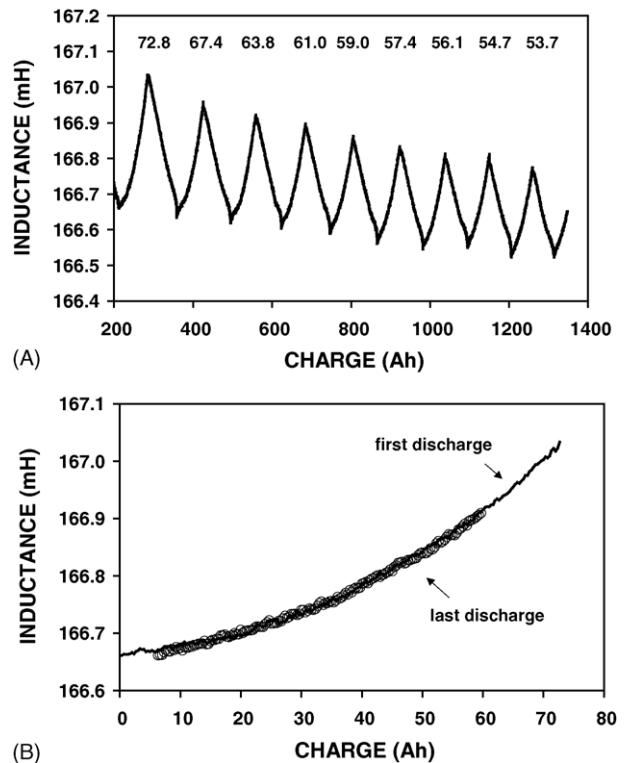 167.2
72.8 67.4 63.8 61.0 59.0 57.4 56.1 54.7 53.7
167.1
167.0
166.9
166.8
166.7
166.6
166.5
166.4
INDUCTANCE (mH)
200 400 600 800 1000 1200 1400
CHARGE (Ah)
(A)
167.1
167.0
166.9
166.8
166.7
166.6
INDUCTANCE (mH)
first discharge
last discharge
0 10 20 30 40 50 60 70 80
CHARGE (Ah)
(B)